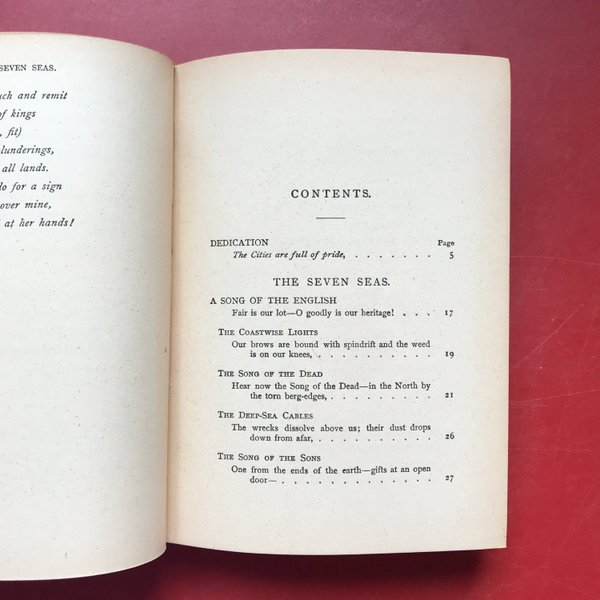 SEVEN SEAS.
and remit
of kings
fit)
lunderings,
all lands.
do for a sign
over mine,
at her hands!
CONTENTS.
DEDICATION Page
The Cities are full of pride, . . . . . . . 5
THE SEVEN SEAS.
A SONG OF THE ENGLISH
Fair is our lot—O goodly is our heritage! . . . 17
The Coastwise Lights
Our brows are bound with spindrift and the weed
is on our knees, . . . . . . . . . . 19
The Song of the Dead
Hear now the Song of the Dead—in the North by
the torn berg-edges, . . . . . . . . . 21
The Deep-Sea Cables
The wrecks dissolve above us; their dust drops
down from afar, . . . . . . . . . . 26
The Song of the Sons
One from the ends of the earth—gifts at an open
door— . . . . . . . . . . . . . 27